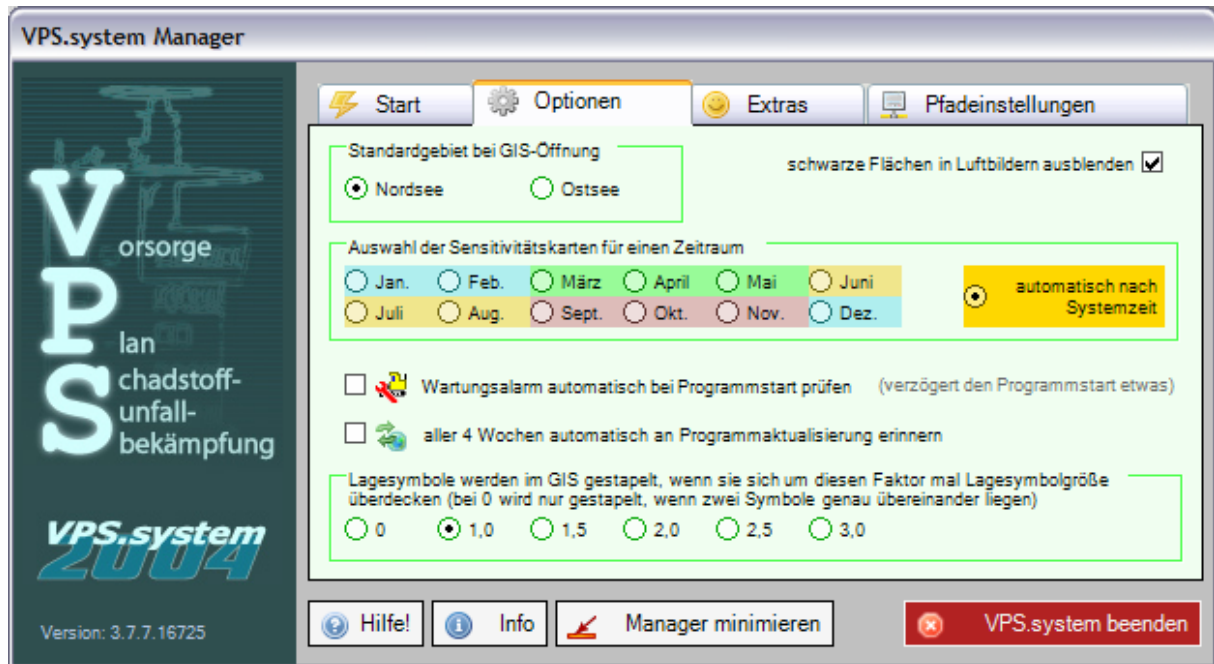 VPS.system Manager
Start
Optionen
Extras
Pfadeinstellungen
Standardgebiet bei GIS-Öffnung
Nordsee
Ostsee
schwarze Flächen in Luftbildern ausblenden
Auswahl der Sensitivitätskarten für einen Zeitraum
Jan. Feb. März April Mai Juni
Juli Aug. Sept. Okt. Nov. Dez.
automatisch nach
Systemzeit
Wartungsalarm automatisch bei Programmstart prüfen (verzögert den Programmstart etwas)
aller 4 Wochen automatisch an Programmaktualisierung erinnern
Lagesymbole werden im GIS gestapelt, wenn sie sich um diesen Faktor mal Lagesymbolgröße
überdecken (bei 0 wird nur gestapelt, wenn zwei Symbole genau übereinander liegen)
0 1,0 1,5 2,0 2,5 3,0
Vorsorge
Plan
Schadstoff-
unfall-
bekämpfung
VPS.system
2004
Version: 3.7.7.16725
Hilfe!
Info
Manager minimieren
VPS.system beenden